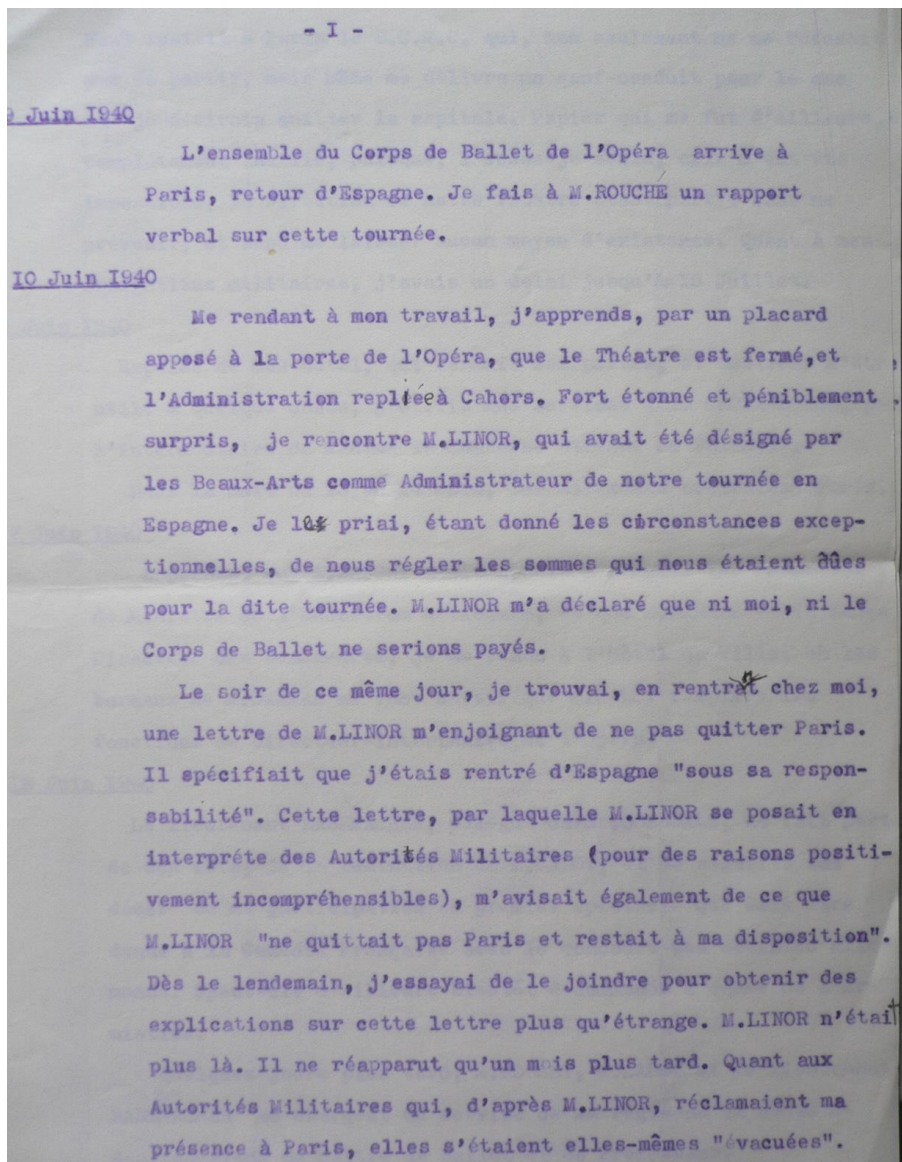 - I -
9 Juin I940
L'ensemble du Corps de Ballet de l'Opéra arrive à
Paris, retour d'Espagne. Je fais à M.ROUCHE un rapport
verbal sur cette tournée.
IO Juin I940
Me rendant à mon travail, j'apprends, par un placard
apposé à la porte de l'Opéra, que le Théatre est fermé,et
l'Administration repliée à Cahors. Fort étonné et péniblement
surpris, je rencontre M.LINOR, qui avait été désigné par
les Beaux-Arts comme Administrateur de notre tournée en
Espagne. Je le priai, étant donné les circonstances excep-
tionnelles, de nous régler les sommes qui nous étaient dûes
pour la dite tournée. M.LINOR m'a déclaré que ni moi, ni le
Corps de Ballet ne serions payés.
Le soir de ce même jour, je trouvai, en rentrant chez moi,
une lettre de M.LINOR m'enjoignant de ne pas quitter Paris.
Il spécifiait que j'étais rentré d'Espagne "sous sa respon-
sabilité". Cette lettre, par laquelle M.LINOR se posait en
interpréte des Autorités Militaires (pour des raisons positi-
vement incompréhensibles), m'avisait également de ce que
M.LINOR "ne quittait pas Paris et restait à ma disposition".
Dès le lendemain, j'essayai de le joindre pour obtenir des
explications sur cette lettre plus qu'étrange. M.LINOR n'était
plus là. Il ne réapparut qu'un mois plus tard. Quant aux
Autorités Militaires qui, d'après M.LINOR, réclamaient ma
présence à Paris, elles s'étaient elles-mêmes "évacuées".